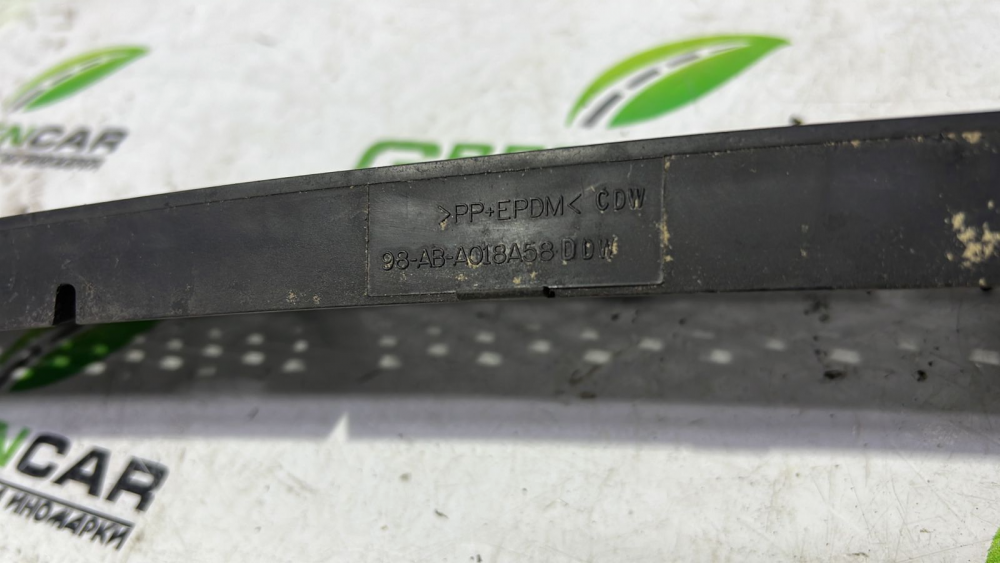 >PP+EPDM< CDW
98-AB-A018A58-DDW
NCAR
NCAR
ИНОМАРКИ